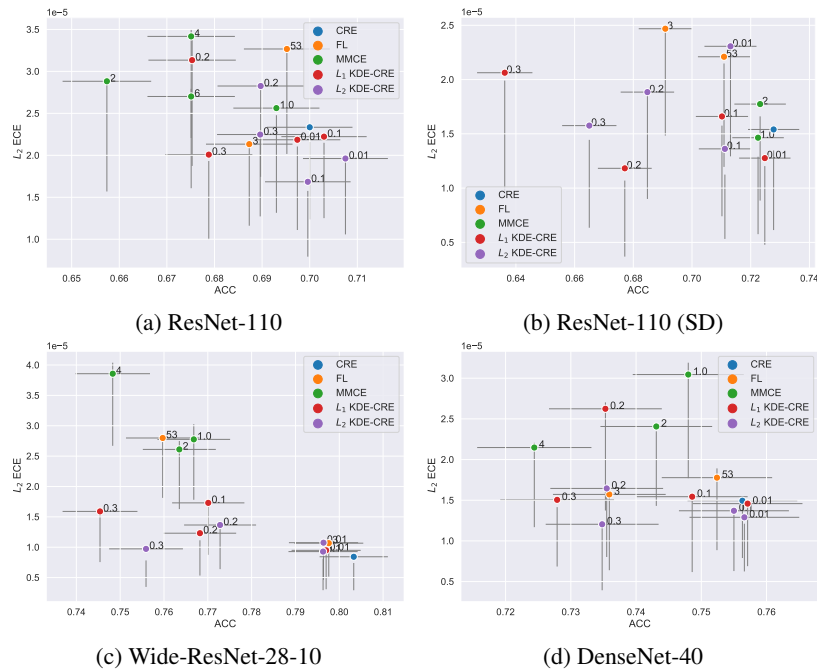 1e−5
3.5
3.0
2.5
2.0
1.5
1.0
L2 ECE
4
0.2
53
2
0.2
6
1.0
0.3
0.1
3
0.01
0.3
0.01
0.1
CRE
FL
MMCE
L1 KDE-CRE
L2 KDE-CRE
0.65 0.66 0.67 0.68 0.69 0.70 0.71
ACC
(a) ResNet-110
1e−5
2.5
2.0
1.5
1.0
0.5
L2 ECE
3
0.01
53
0.3
0.2
2
0.1
0.3
1.0
0.1
0.01
0.2
CRE
FL
MMCE
L1 KDE-CRE
L2 KDE-CRE
0.64 0.66 0.68 0.70 0.72 0.74
ACC
(b) ResNet-110 (SD)
1e−5
4.0
3.5
3.0
2.5
2.0
1.5
1.0
0.5
L2 ECE
4
53
1.0
2
0.1
0.3
0.2
0.2
0.3
CRE
FL
MMCE
L1 KDE-CRE
L2 KDE-CRE
0.74 0.75 0.76 0.77 0.78 0.79 0.80 0.81
ACC
(c) Wide-ResNet-28-10
1e−5
3.5
3.0
2.5
2.0
1.5
1.0
0.5
L2 ECE
1.0
0.2
2
4
53
0.2
3
0.3
0.1
0.01
0.3
CRE
FL
MMCE
L1 KDE-CRE
L2 KDE-CRE
0.72 0.73 0.74 0.75 0.76
ACC
(d) DenseNet-40